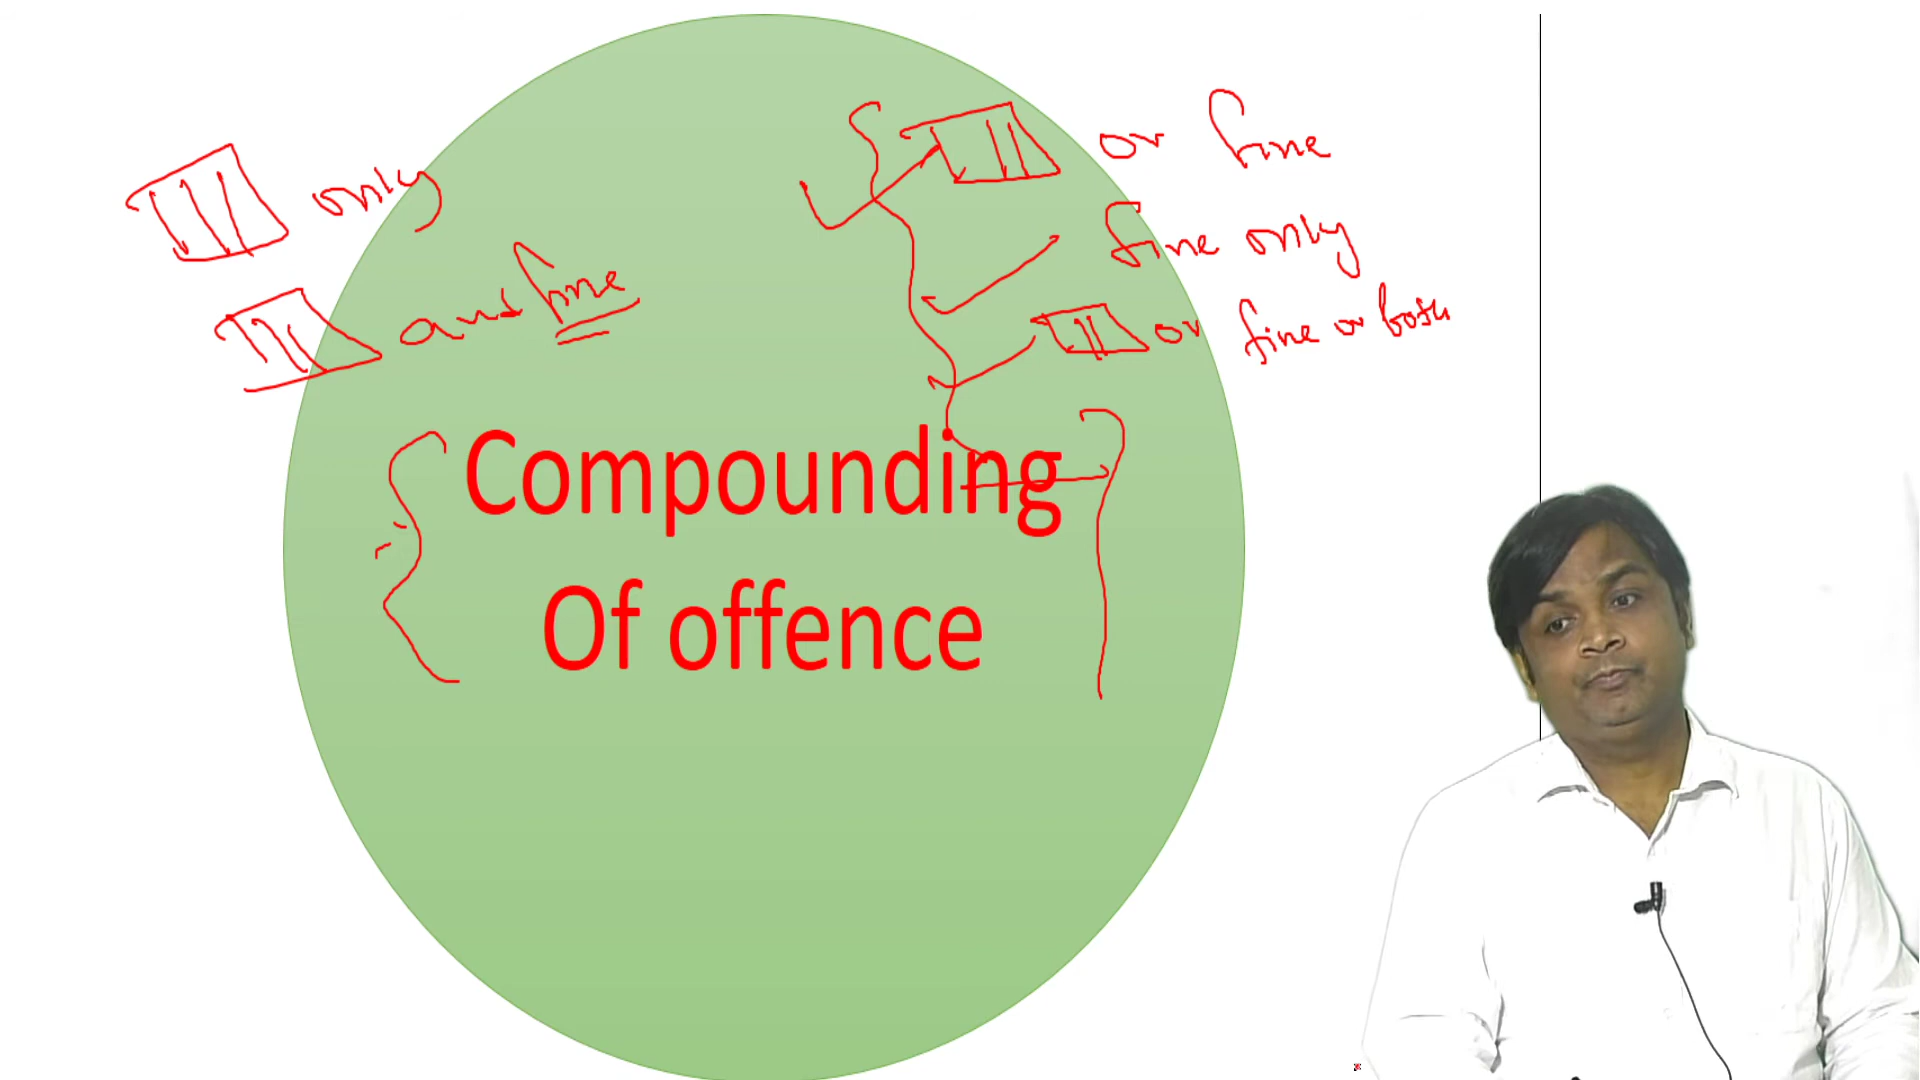 only
and fine
or fine
fine only
or fine or both
Compounding
Of offence